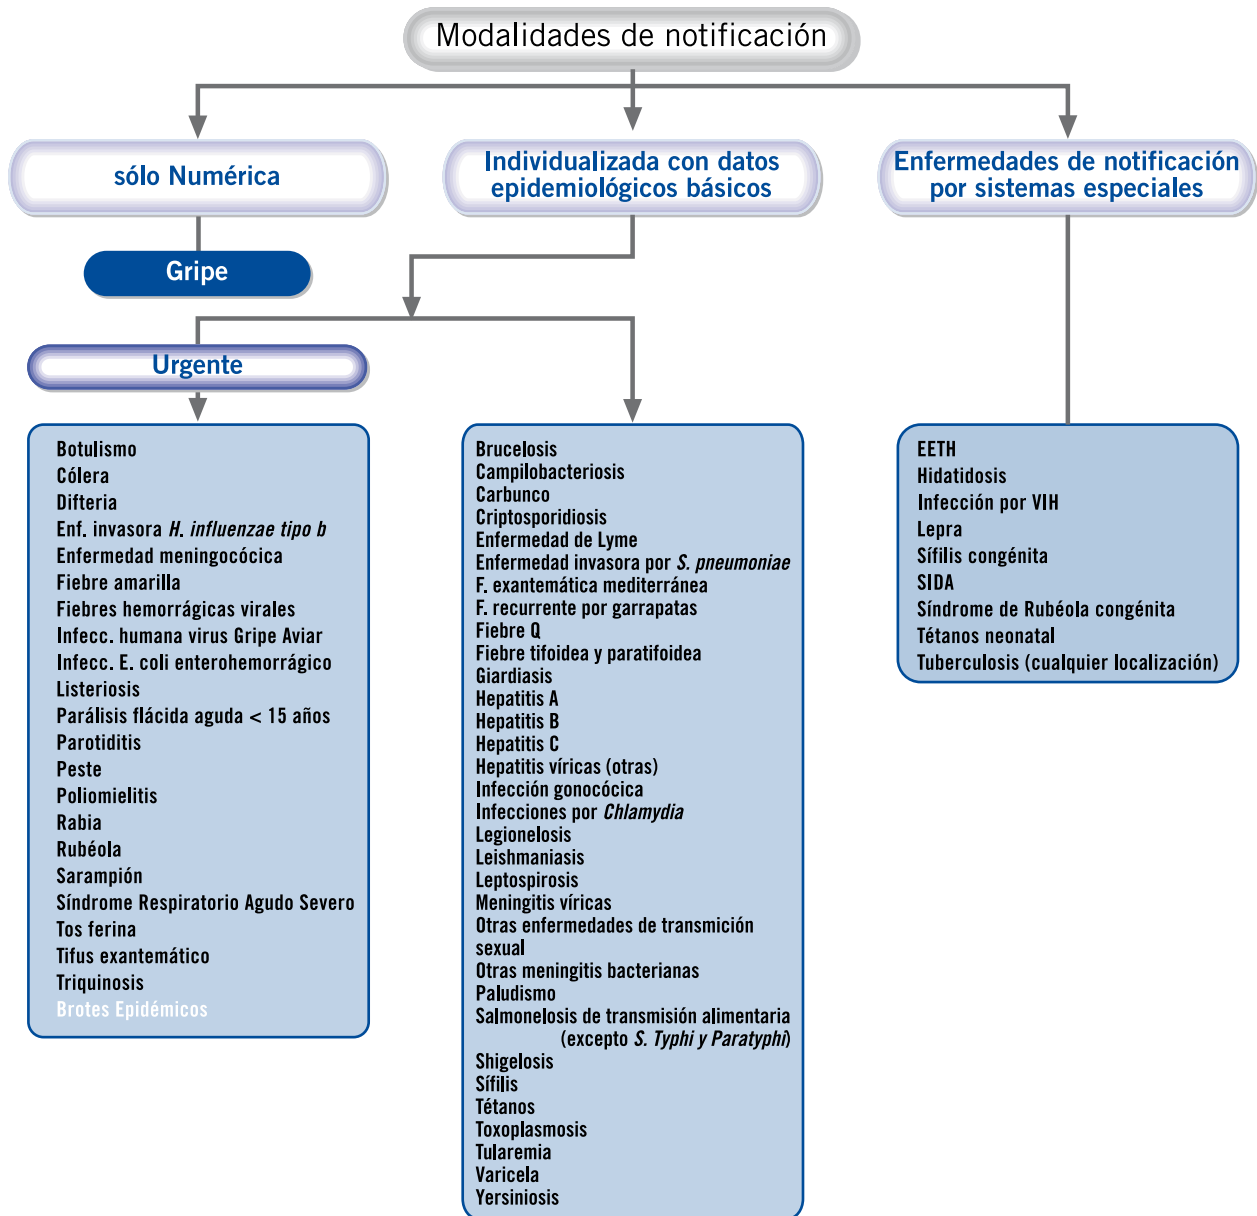 Modalidades de notificación
sólo Numérica
Gripe
Individualizada con datos
epidemiológicos básicos
Enfermedades de notificación
por sistemas especiales
Urgente
Botulismo
Cólera
Difteria
Enf. invasora H. influenzae tipo b
Enfermedad meningocócica
Fiebre amarilla
Fiebres hemorrágicas virales
Infecc. humana virus Gripe Aviar
Infecc. E. coli enterohemorrágico
Listeriosis
Parálisis flácida aguda < 15 años
Parotiditis
Peste
Poliomielitis
Rabia
Rubéola
Sarampión
Síndrome Respiratorio Agudo Severo
Tos ferina
Tifus exantemático
Triquinosis
Brotes Epidémicos
Brucelosis
Campilobacteriosis
Carbunco
Criptosporidiosis
Enfermedad de Lyme
Enfermedad invasora por S. pneumoniae
F. exantemática mediterránea
F. recurrente por garrapatas
Fiebre Q
Fiebre tifoidea y paratifoidea
Giardiasis
Hepatitis A
Hepatitis B
Hepatitis C
Hepatitis víricas (otras)
Infección gonocócica
Infecciones por Chlamydia
Legionelosis
Leishmaniasis
Leptospirosis
Meningitis víricas
Otras enfermedades de transmición
sexual
Otras meningitis bacterianas
Paludismo
Salmonelosis de transmisión alimentaria
(excepto S. Typhi y Paratyphi)
Shigelosis
Sífilis
Tétanos
Toxoplasmosis
Tularemia
Varicela
Yersiniosis
EETH
Hidatidosis
Infección por VIH
Lepra
Sífilis congénita
SIDA
Síndrome de Rubéola congénita
Tétanos neonatal
Tuberculosis (cualquier localización)